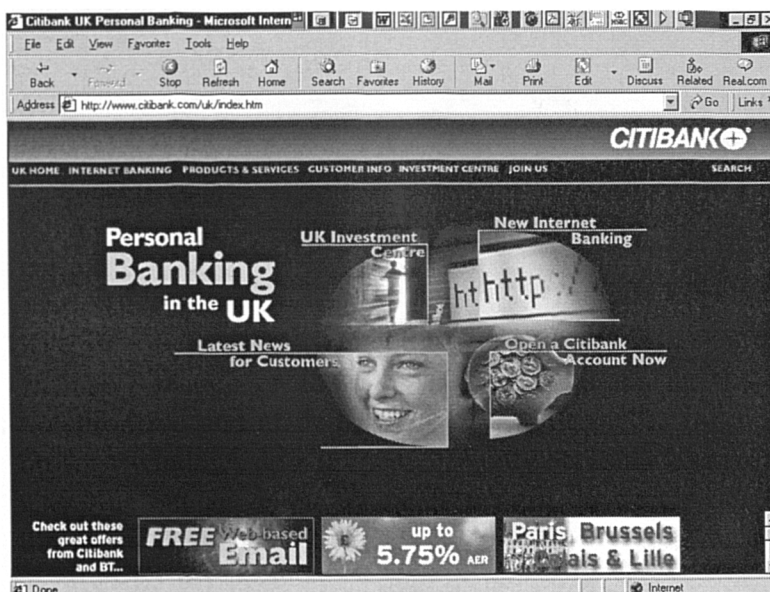 Citibank UK Personal Banking - Microsoft Intern
File Edit View Favorites Tools Help
Back Forward Stop Refresh Home Search Favorites History Mail Print Edit Discuss Related Real.com
Address http://www.citibank.com/uk/index.htm Go Links
CITIBANK
UK HOME INTERNET BANKING PRODUCTS & SERVICES CUSTOMER INFO INVESTMENT CENTRE JOIN US SEARCH
Personal
Banking
in the UK
UK Investment
Centre
New Internet
Banking
ht http:/
Latest News
for Customers
Open a Citibank
Account Now
Check out these
great offers
from Citibank
and BT...
FREE Web-based
Email
up to
5.75% AER
Paris Brussels
& Lille
Done Internet